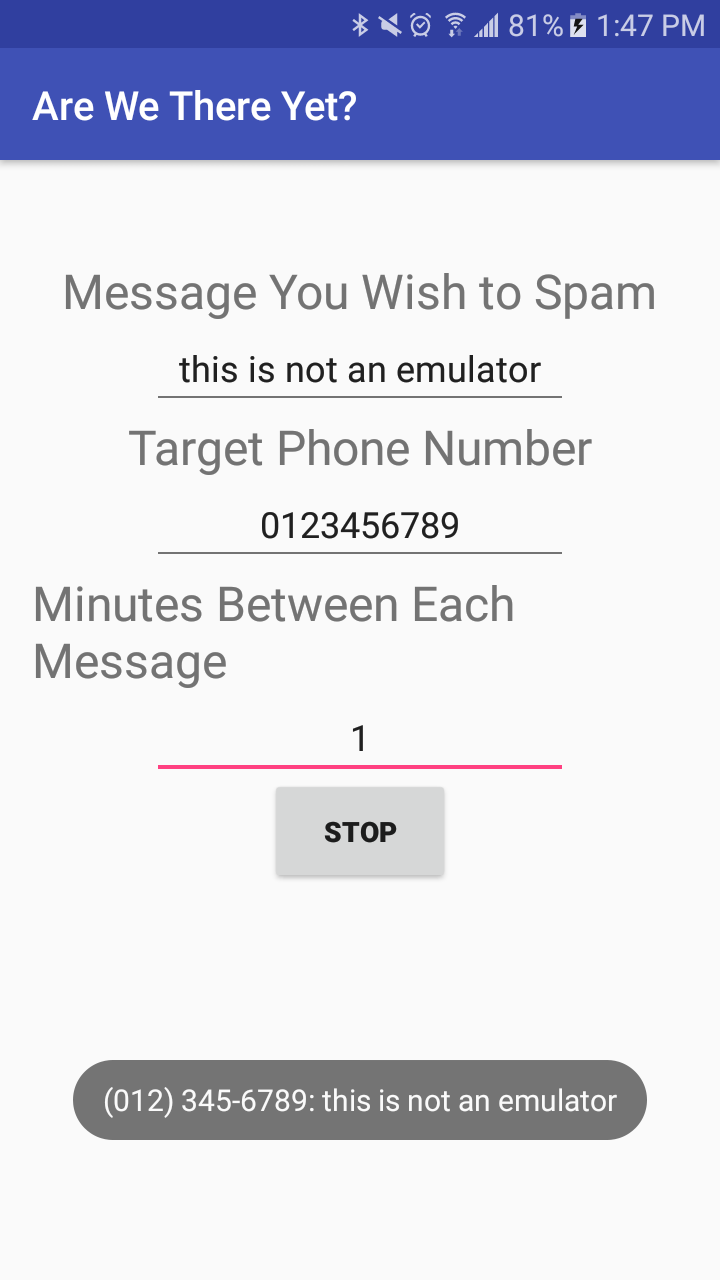 81% 1:47 PM
Are We There Yet?
Message You Wish to Spam
this is not an emulator
Target Phone Number
0123456789
Minutes Between Each
Message
1
STOP
(012) 345-6789: this is not an emulator